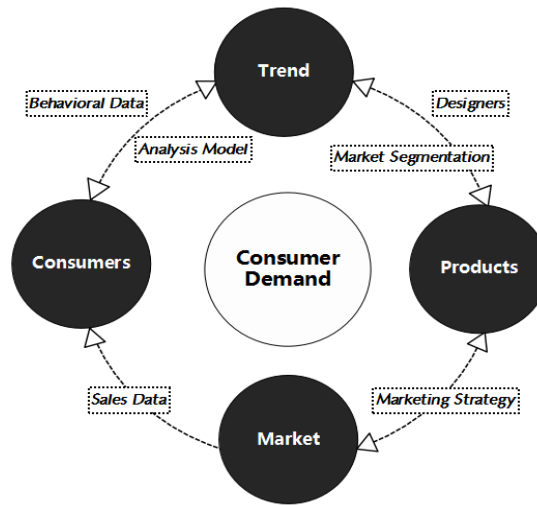 Trend
Behavioral Data
Designers
Analysis Model
Market Segmentation
Consumers
Consumer
Demand
Products
Sales Data
Marketing Strategy
Market